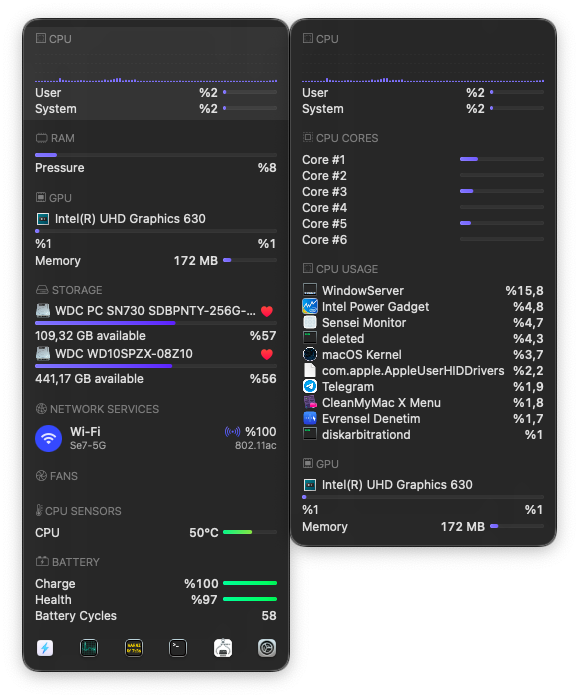 CPU
User %2
System %2
RAM
Pressure %8
GPU
Intel(R) UHD Graphics 630
%1 %1
Memory 172 MB
STORAGE
WDC PC SN730 SDBPNTY-256G-...
109,32 GB available %57
WDC WD10SPZX-08Z10
441,17 GB available %56
NETWORK SERVICES
Wi-Fi %100
Se7-5G 802.11ac
FANS
CPU SENSORS
CPU 50°C
BATTERY
Charge %100
Health %97
Battery Cycles 58
CPU
User %2
System %2
CPU CORES
Core #1
Core #2
Core #3
Core #4
Core #5
Core #6
CPU USAGE
WindowServer %15,8
Intel Power Gadget %4,8
Sensei Monitor %4,7
deleted %4,3
macOS Kernel %3,7
com.apple.AppleUserHIDDrivers %2,2
Telegram %1,9
CleanMyMac X Menu %1,8
Evrensel Denetim %1,7
diskarbitrationd %1
GPU
Intel(R) UHD Graphics 630
%1 %1
Memory 172 MB